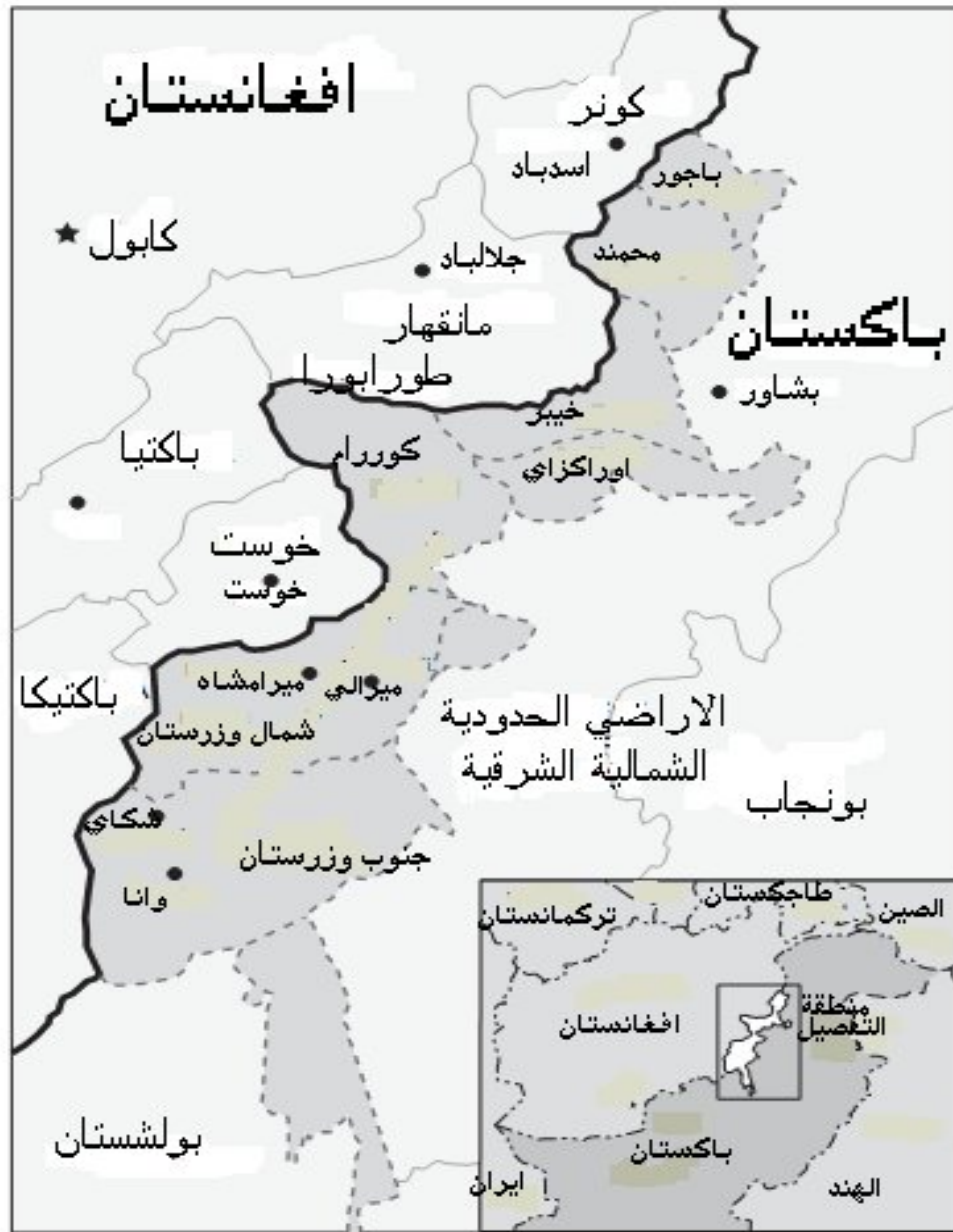 افغانستان
كونر
اسدباد
باجور
كابول
جلالباد
محمند
مانقهار
باكستان
طورابورا
بشاور
خيبر
كوررام
باكتيا
اوراكزاي
خوست
خوست
ميرامشاه
ميرالي
باكتيكا
شمال وزرستان
الاراضي الحدودية
الشمالية الشرقية
بونجاب
شكاي
جنوب وزرستان
وانا
طاجكستان
تركمانستان
الصين
منطقة
التفصيل
افغانستان
بولشستان
باكستان
ايران
الهند